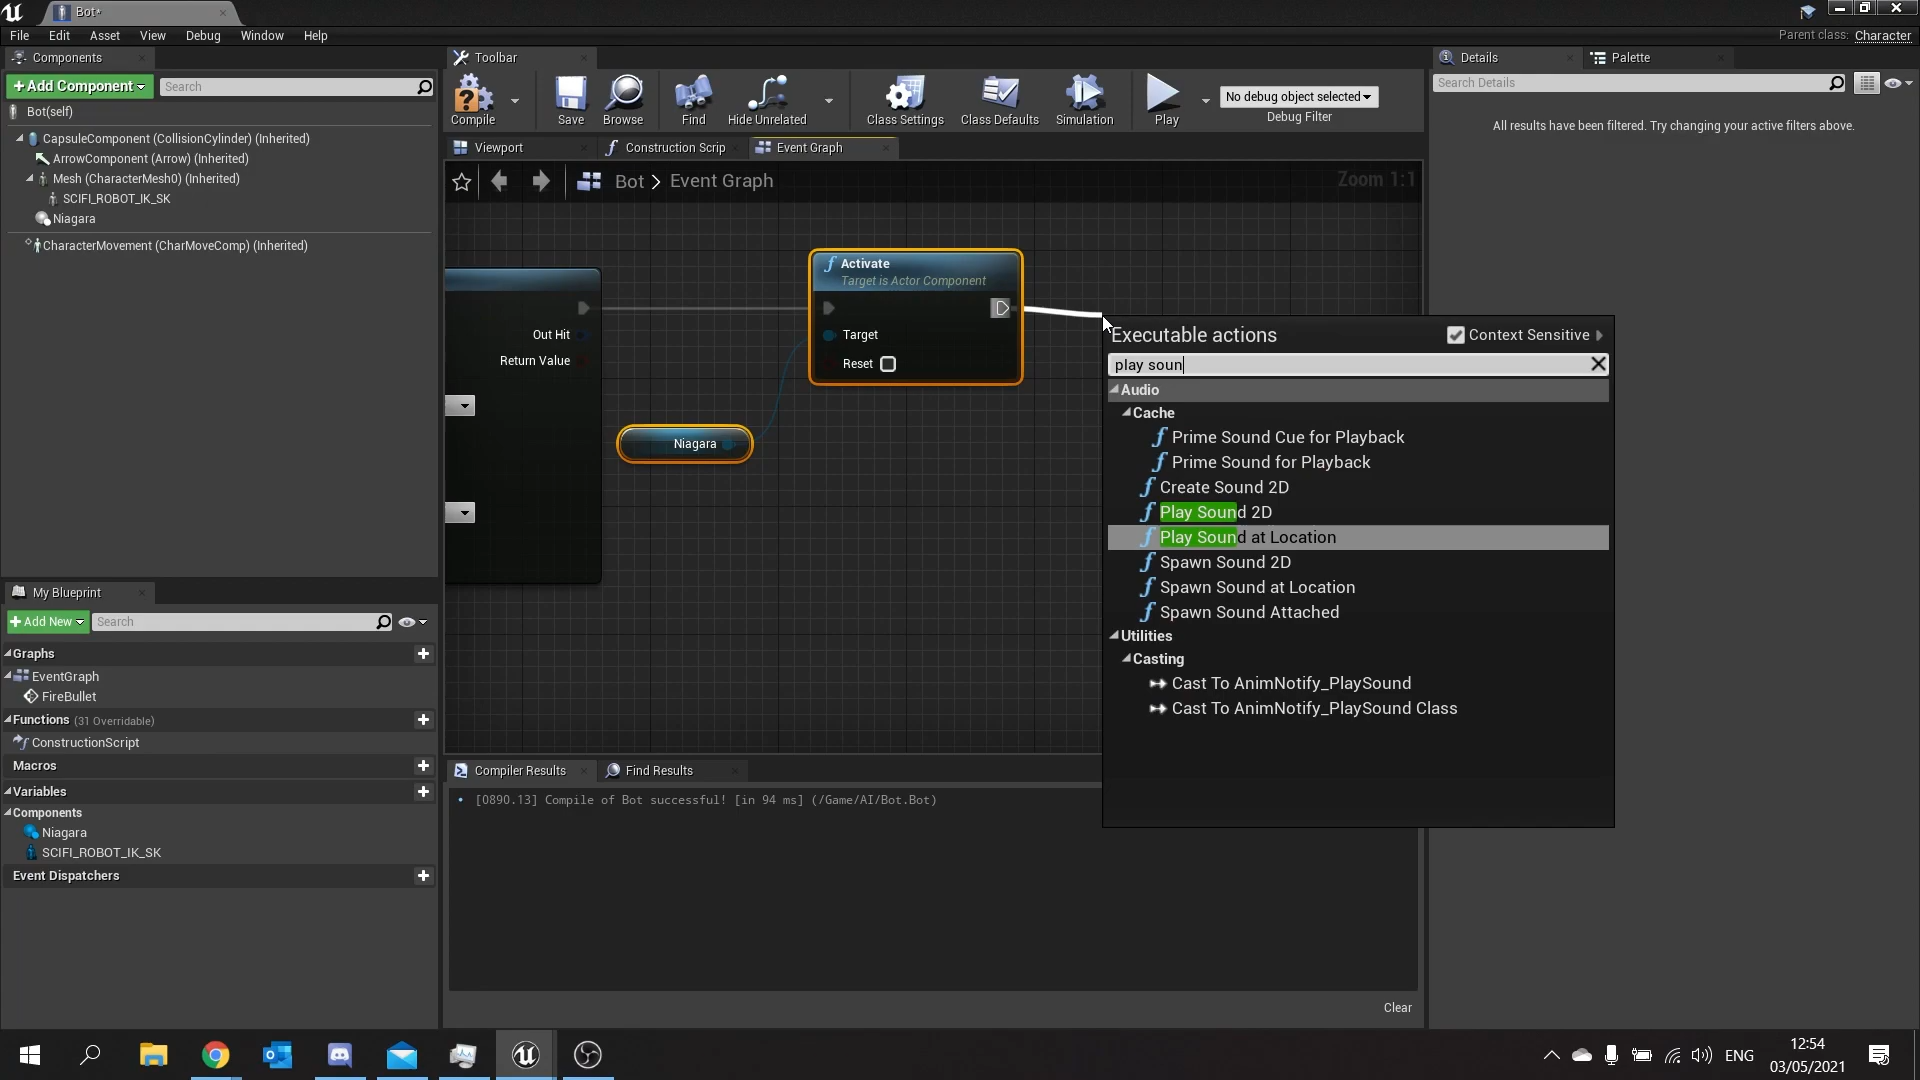 Bot*
File Edit Asset View Debug Window Help
Parent class: Character
Components
Add Component
Search
Bot(self)
CapsuleComponent (CollisionCylinder) (Inherited)
ArrowComponent (Arrow) (Inherited)
Mesh (CharacterMesh0) (Inherited)
SCIFI_ROBOT_IK_SK
Niagara
CharacterMovement (CharMoveComp) (Inherited)
My Blueprint
Add New
Search
Graphs
EventGraph
FireBullet
Functions (31 Overridable)
ConstructionScript
Macros
Variables
Components
Niagara
SCIFI_ROBOT_IK_SK
Event Dispatchers
Toolbar
Compile
Save
Browse
Find
Hide Unrelated
Class Settings
Class Defaults
Simulation
Play
No debug object selected
Debug Filter
Viewport
Construction Scrip
Event Graph
Bot > Event Graph
Zoom 1:1
Out Hit
Return Value
Activate
Target is Actor Component
Target
Reset
Niagara
Executable actions
Context Sensitive
play soun
Audio
Cache
Prime Sound Cue for Playback
Prime Sound for Playback
Create Sound 2D
Play Sound 2D
Play Sound at Location
Spawn Sound 2D
Spawn Sound at Location
Spawn Sound Attached
Utilities
Casting
Cast To AnimNotify_PlaySound
Cast To AnimNotify_PlaySound Class
Compiler Results
Find Results
[0890.13] Compile of Bot successful! [in 94 ms] (/Game/AI/Bot.Bot)
Clear
Details
Palette
Search Details
All results have been filtered. Try changing your active filters above.
ENG
12:54
03/05/2021